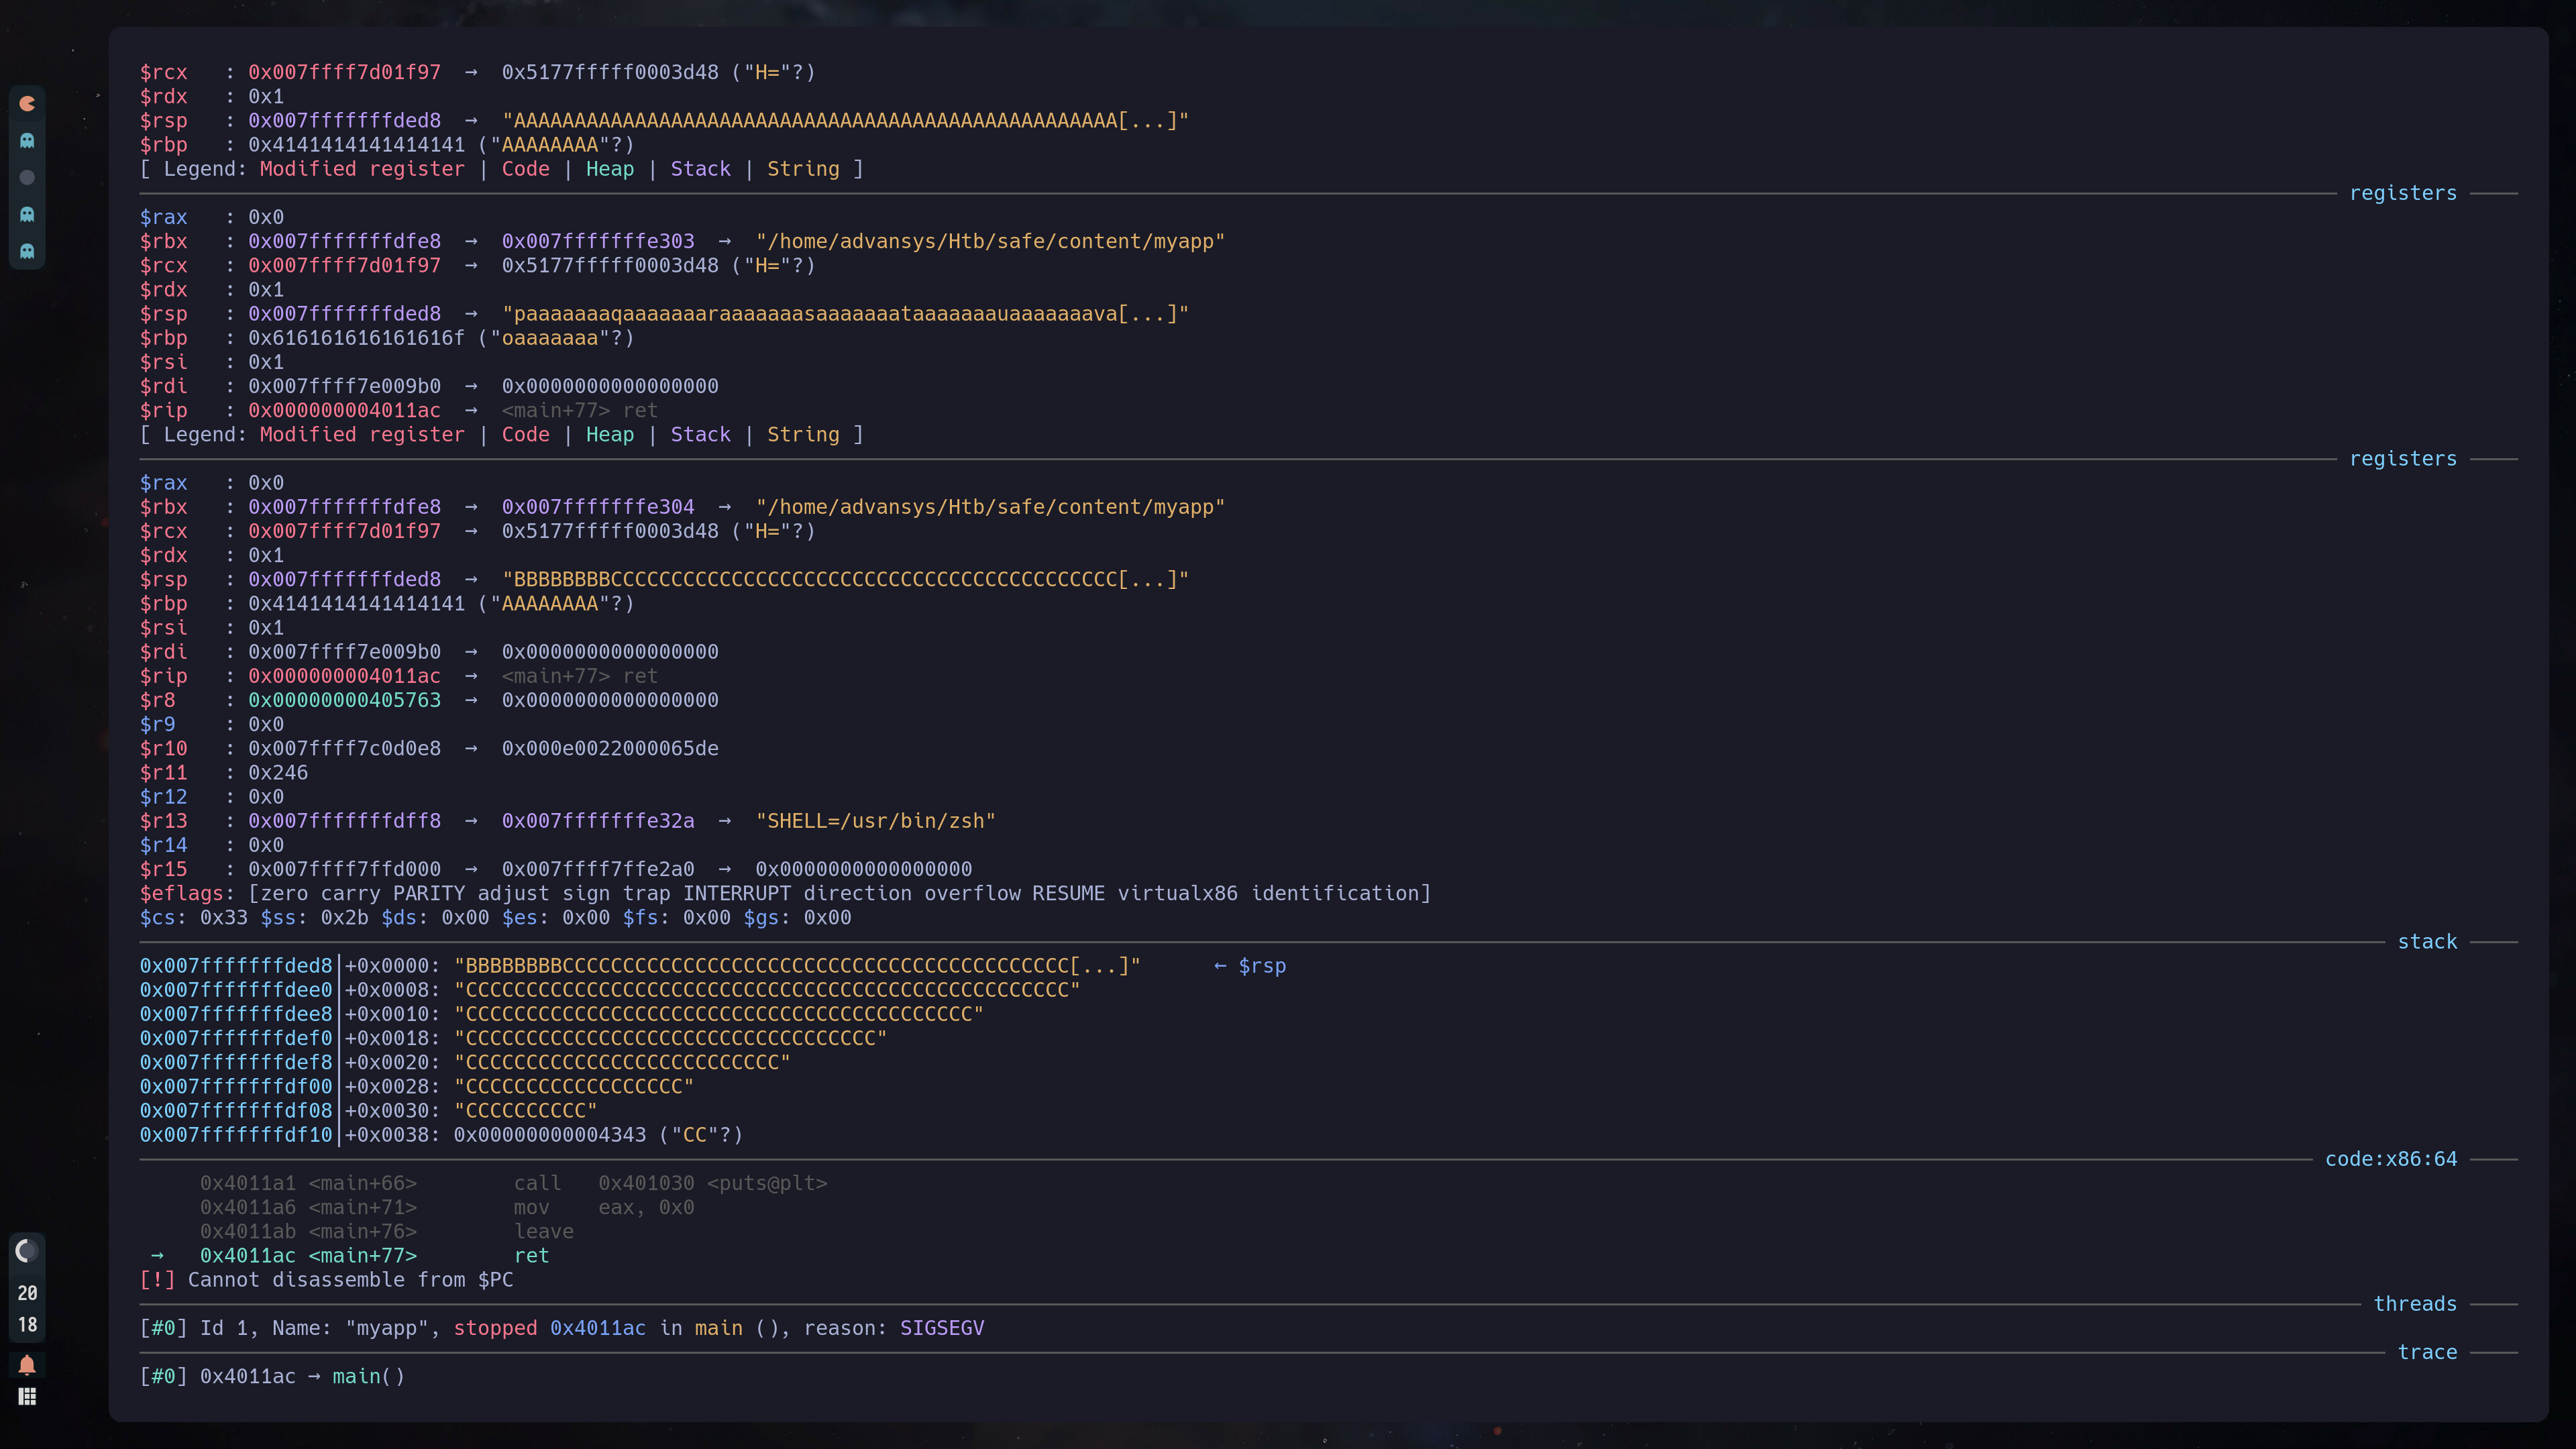 $rcx   : 0x007ffff7d01f97  →  0x5177fffff0003d48 ("H="?)
$rdx   : 0x1
$rsp   : 0x007fffffffded8  →  "AAAAAAAAAAAAAAAAAAAAAAAAAAAAAAAAAAAAAAAAAAAAAAAAAA[...]"
$rbp   : 0x4141414141414141 ("AAAAAAAA"?)
[ Legend: Modified register | Code | Heap | Stack | String ]
registers
$rax   : 0x0
$rbx   : 0x007fffffffdfe8  →  0x007fffffffe303  →  "/home/advansys/Htb/safe/content/myapp"
$rcx   : 0x007ffff7d01f97  →  0x5177fffff0003d48 ("H="?)
$rdx   : 0x1
$rsp   : 0x007fffffffded8  →  "paaaaaaaqaaaaaaaraaaaaaasaaaaaaataaaaaaauaaaaaaava[...]"
$rbp   : 0x616161616161616f ("oaaaaaaa"?)
$rsi   : 0x1
$rdi   : 0x007ffff7e009b0  →  0x0000000000000000
$rip   : 0x000000004011ac  →  <main+77> ret
[ Legend: Modified register | Code | Heap | Stack | String ]
registers
$rax   : 0x0
$rbx   : 0x007fffffffdfe8  →  0x007fffffffe304  →  "/home/advansys/Htb/safe/content/myapp"
$rcx   : 0x007ffff7d01f97  →  0x5177fffff0003d48 ("H="?)
$rdx   : 0x1
$rsp   : 0x007fffffffded8  →  "BBBBBBBBCCCCCCCCCCCCCCCCCCCCCCCCCCCCCCCCCCCCCCCCCC[...]"
$rbp   : 0x4141414141414141 ("AAAAAAAA"?)
$rsi   : 0x1
$rdi   : 0x007ffff7e009b0  →  0x0000000000000000
$rip   : 0x000000004011ac  →  <main+77> ret
$r8    : 0x00000000405763  →  0x0000000000000000
$r9    : 0x0
$r10   : 0x007ffff7c0d0e8  →  0x000e0022000065de
$r11   : 0x246
$r12   : 0x0
$r13   : 0x007fffffffdff8  →  0x007fffffffe32a  →  "SHELL=/usr/bin/zsh"
$r14   : 0x0
$r15   : 0x007ffff7ffd000  →  0x007ffff7ffe2a0  →  0x0000000000000000
$eflags: [zero carry PARITY adjust sign trap INTERRUPT direction overflow RESUME virtualx86 identification]
$cs: 0x33 $ss: 0x2b $ds: 0x00 $es: 0x00 $fs: 0x00 $gs: 0x00
stack
0x007fffffffded8│+0x0000: "BBBBBBBBCCCCCCCCCCCCCCCCCCCCCCCCCCCCCCCCCCCCCCCCCC[...]"      ← $rsp
0x007fffffffdee0│+0x0008: "CCCCCCCCCCCCCCCCCCCCCCCCCCCCCCCCCCCCCCCCCCCCCCCCCC"
0x007fffffffdee8│+0x0010: "CCCCCCCCCCCCCCCCCCCCCCCCCCCCCCCCCCCCCCCCCC"
0x007fffffffdef0│+0x0018: "CCCCCCCCCCCCCCCCCCCCCCCCCCCCCCCCCC"
0x007fffffffdef8│+0x0020: "CCCCCCCCCCCCCCCCCCCCCCCCCC"
0x007fffffffdf00│+0x0028: "CCCCCCCCCCCCCCCCCC"
0x007fffffffdf08│+0x0030: "CCCCCCCCCC"
0x007fffffffdf10│+0x0038: 0x00000000004343 ("CC"?)
code:x86:64
0x4011a1 <main+66>        call   0x401030 <puts@plt>
0x4011a6 <main+71>        mov    eax, 0x0
0x4011ab <main+76>        leave
→   0x4011ac <main+77>        ret
[!] Cannot disassemble from $PC
threads
[#0] Id 1, Name: "myapp", stopped 0x4011ac in main (), reason: SIGSEGV
trace
[#0] 0x4011ac → main()
20
18